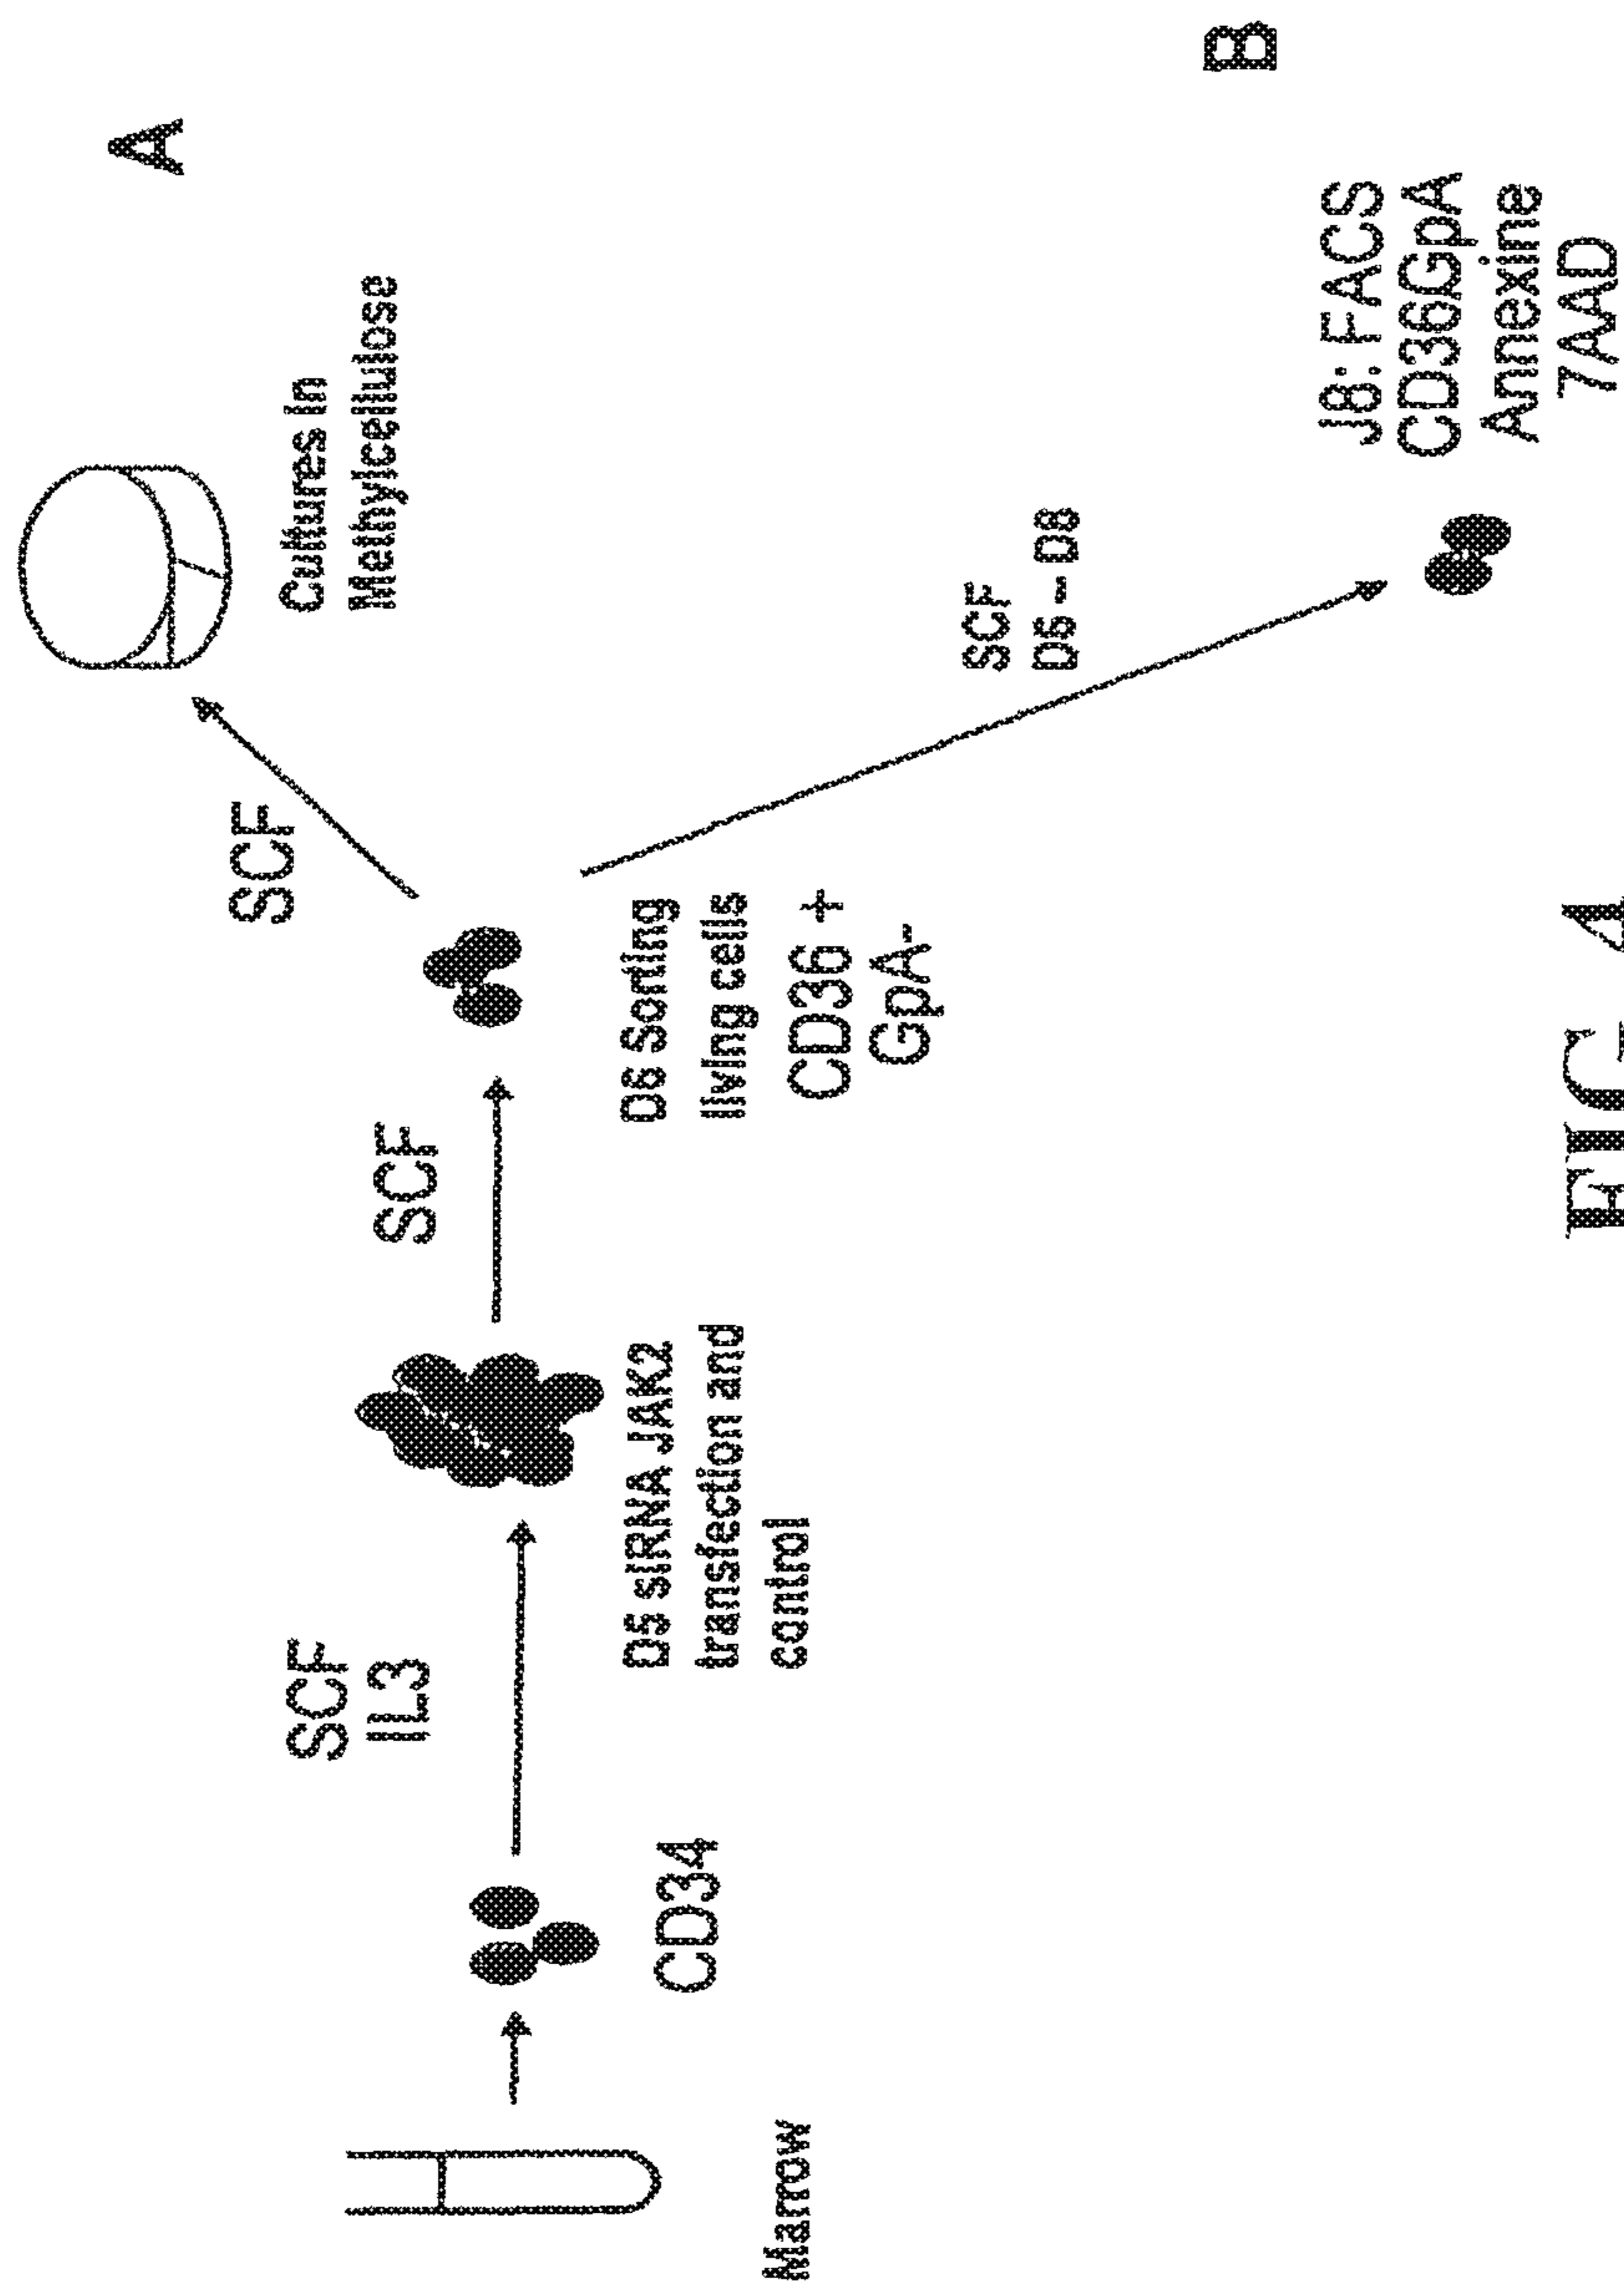 Marrow
CD34
SCF
IL3
D5 siRNA JAK2
transfection and
control
SCF
D6 Sorting
living cells
CD36 +
GpA-
SCF
Cultures in
Methylcellulose
A
SCF
D5 – D8
J8: FACS
CD36GpA
Annexine
7AAD
B
FIG 4